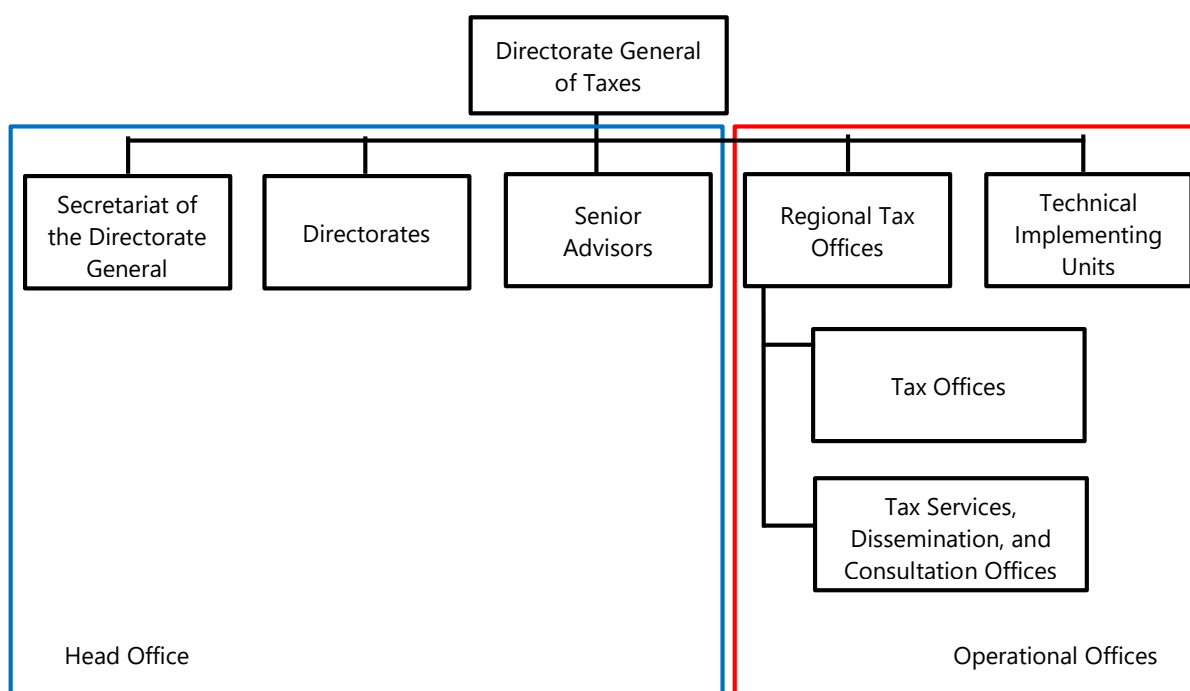 Directorate General
of Taxes
Secretariat of
the Directorate
General
Directorates
Senior
Advisors
Regional Tax
Offices
Technical
Implementing
Units
Tax Offices
Tax Services,
Dissemination, and
Consultation Offices
Head Office
Operational Offices